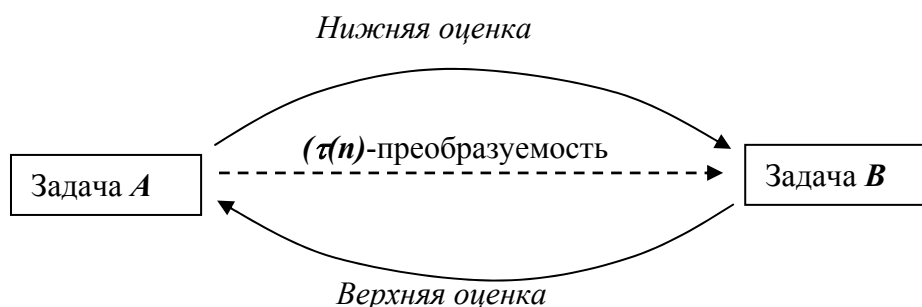 Нижняя оценка
(τ(n)-преобразуемость
Задача A
Задача B
Верхняя оценка